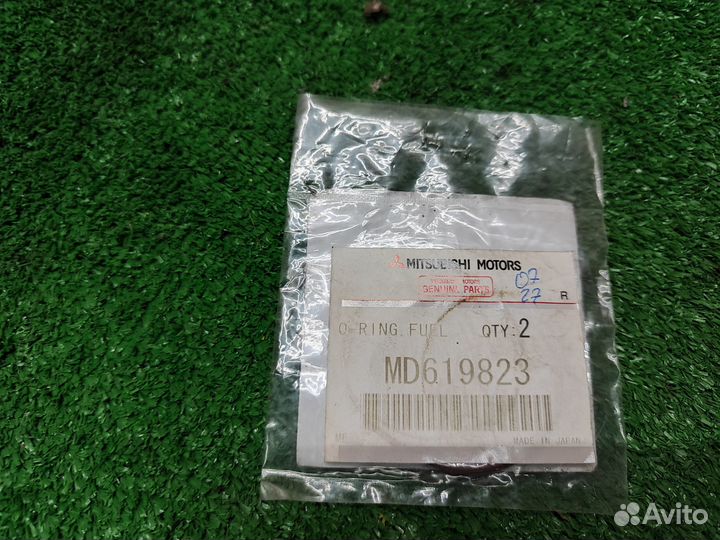 MITSUBISHI MOTORS
GENUINE PARTS
07
27
R
O-RING, FUEL QTY:2
MD619823
MADE IN JAPAN
Avito